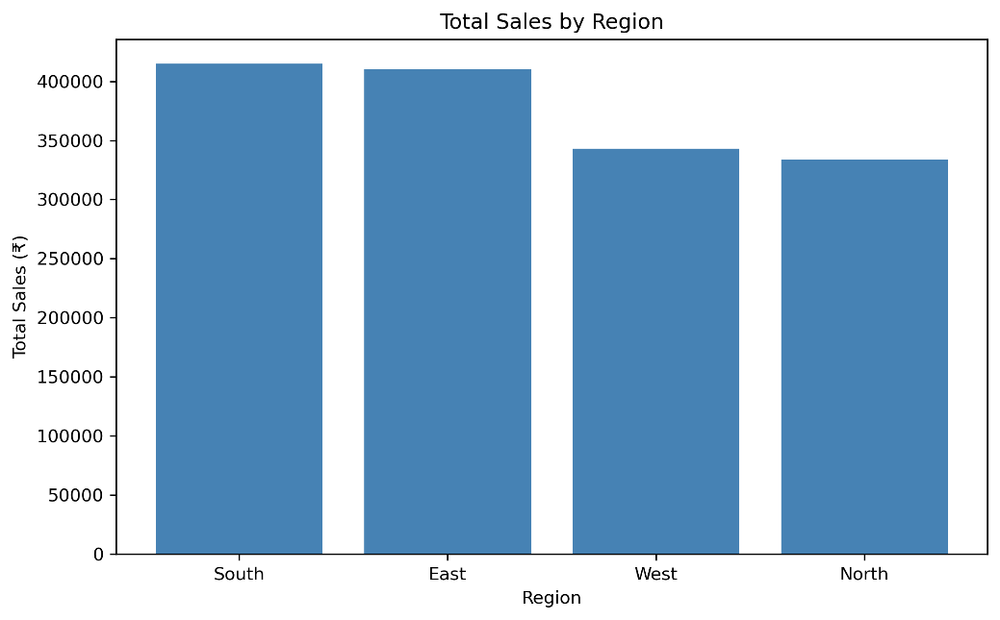 Total Sales by Region
Total Sales (₹)
400000
350000
300000
250000
200000
150000
100000
50000
0
South East West North
Region